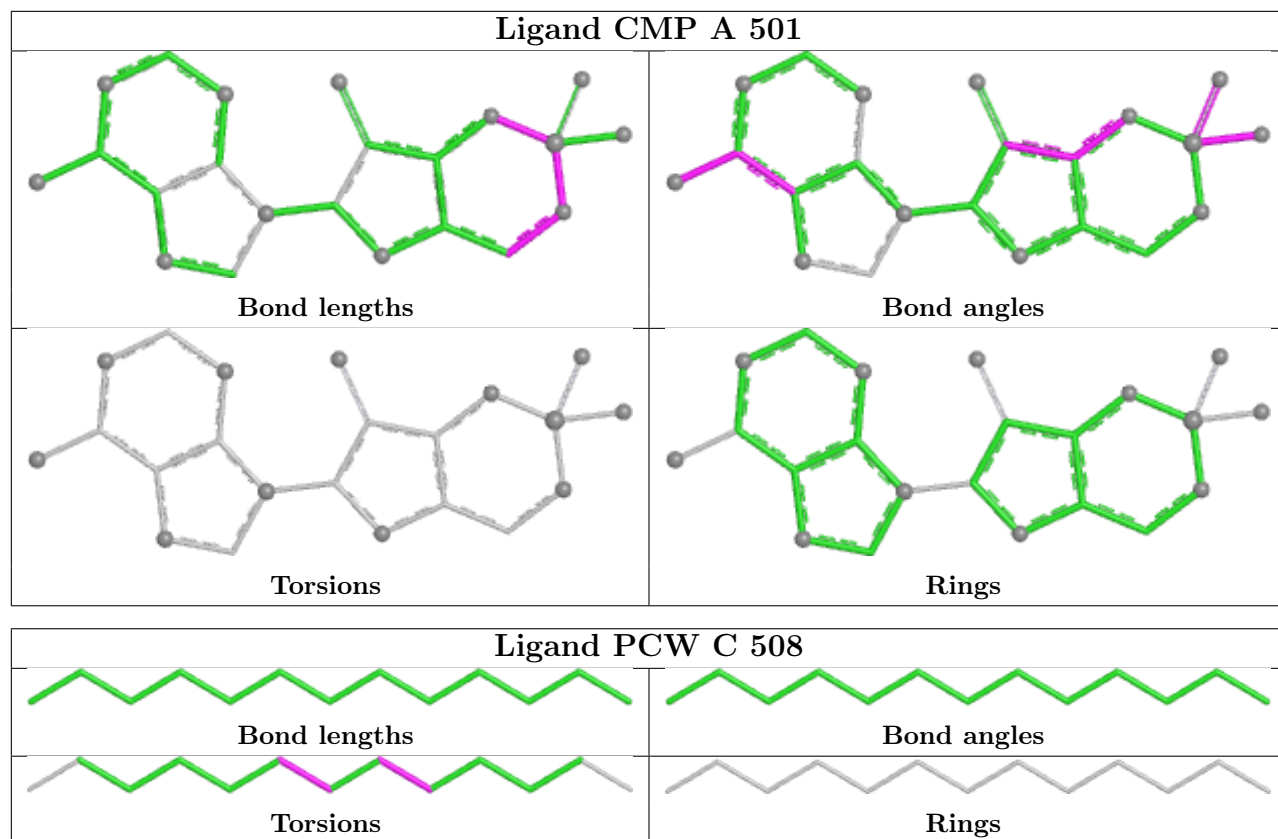 Ligand CMP A 501
Bond lengths
Bond angles
Torsions
Rings
Ligand PCW C 508
Bond lengths
Bond angles
Torsions
Rings